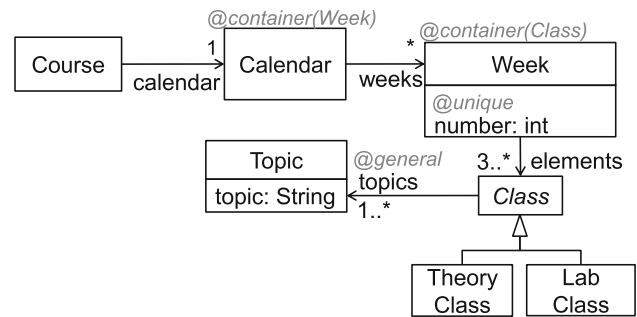 @container(Week)
@container(Class)
Course
1
calendar
Calendar
*
weeks
Week
@unique
number: int
Topic
topic: String
@general
topics
1..*
3..*
elements
Class
Theory
Class
Lab
Class